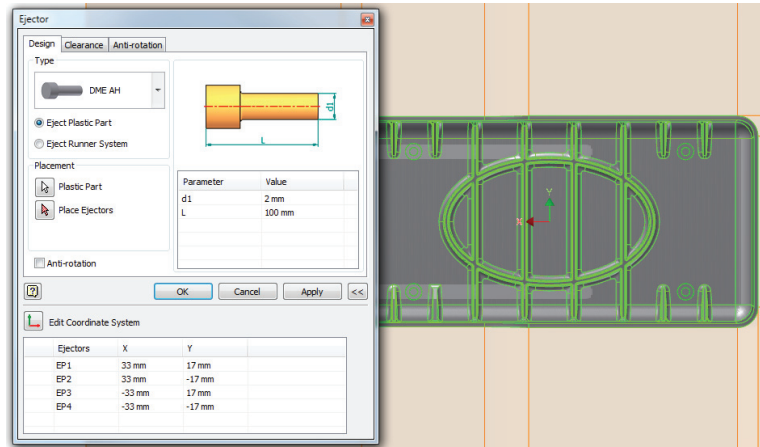 Ejector
Design Clearance Anti-rotation
Type
DME AH
Eject Plastic Part
Eject Runner System
Placement
Plastic Part
Place Ejectors
Anti-rotation
d1
L
Parameter Value
d1 2 mm
L 100 mm
OK Cancel Apply <<
Edit Coordinate System
Ejectors X Y
EP1 33 mm 17 mm
EP2 33 mm -17 mm
EP3 -33 mm 17 mm
EP4 -33 mm -17 mm
Y
X